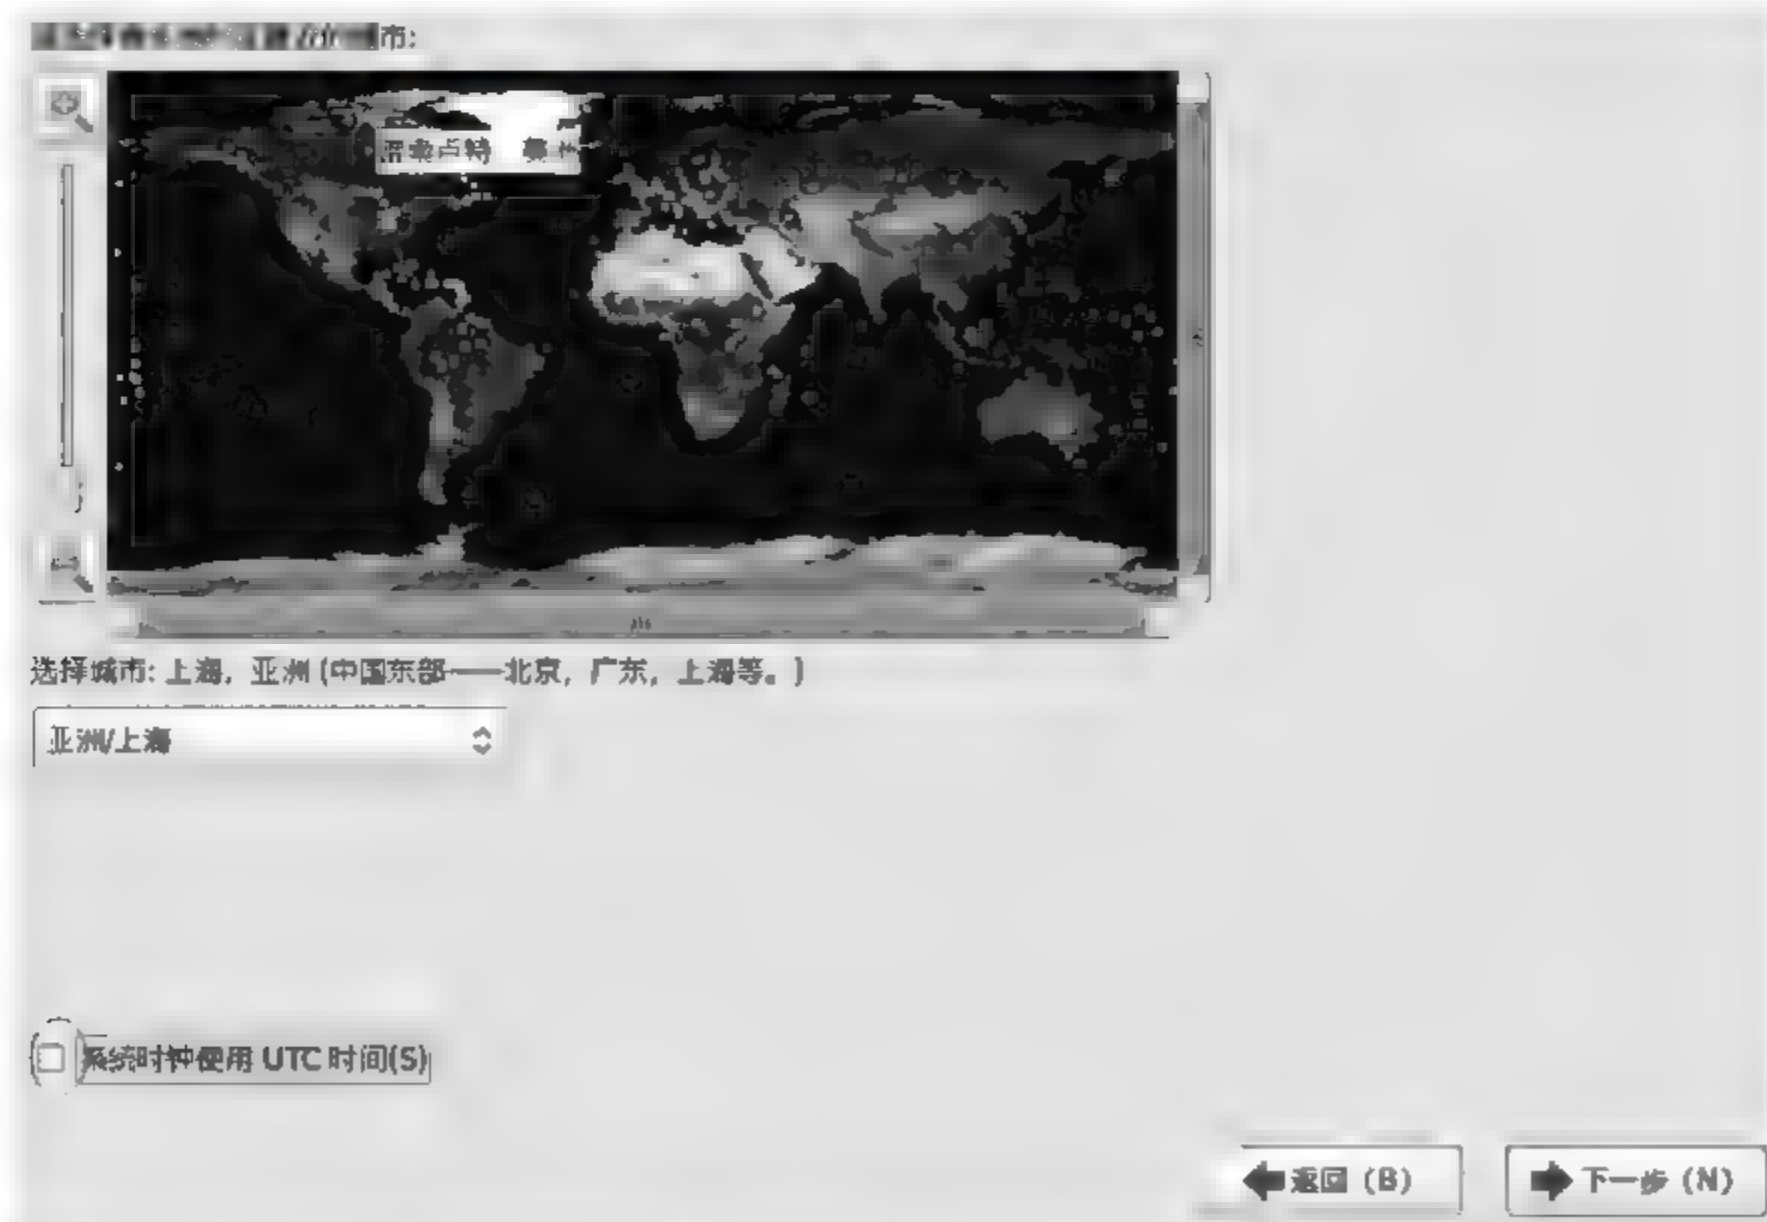 市:
选择城市: 上海, 亚洲 (中国东部——北京, 广东, 上海等。)
亚洲/上海
系统时钟使用 UTC 时间(S)
返回 (B)
下一步 (N)